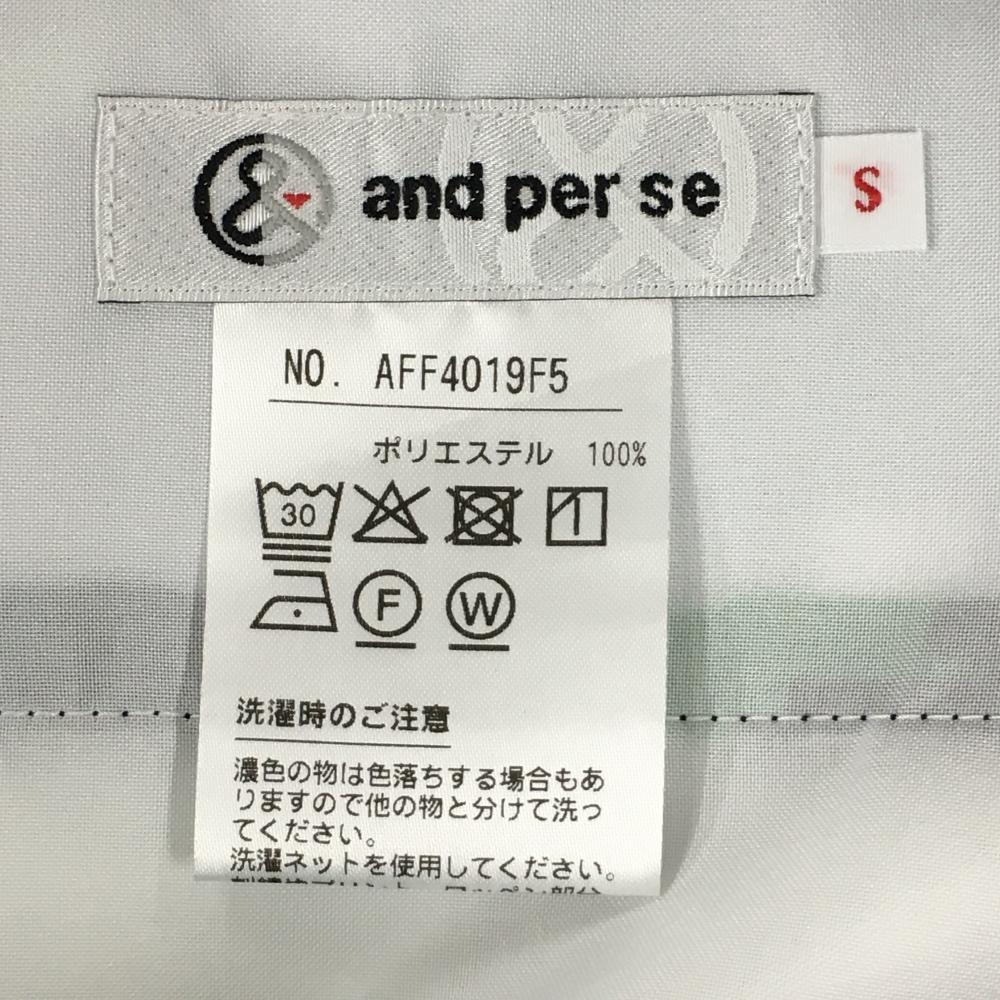 and per se
S
NO. AFF4019F5
ポリエステル 100%
30
F W
洗濯時のご注意
濃色の物は色落ちする場合もあ
りますので他の物と分けて洗っ
てください。
洗濯ネットを使用してください。